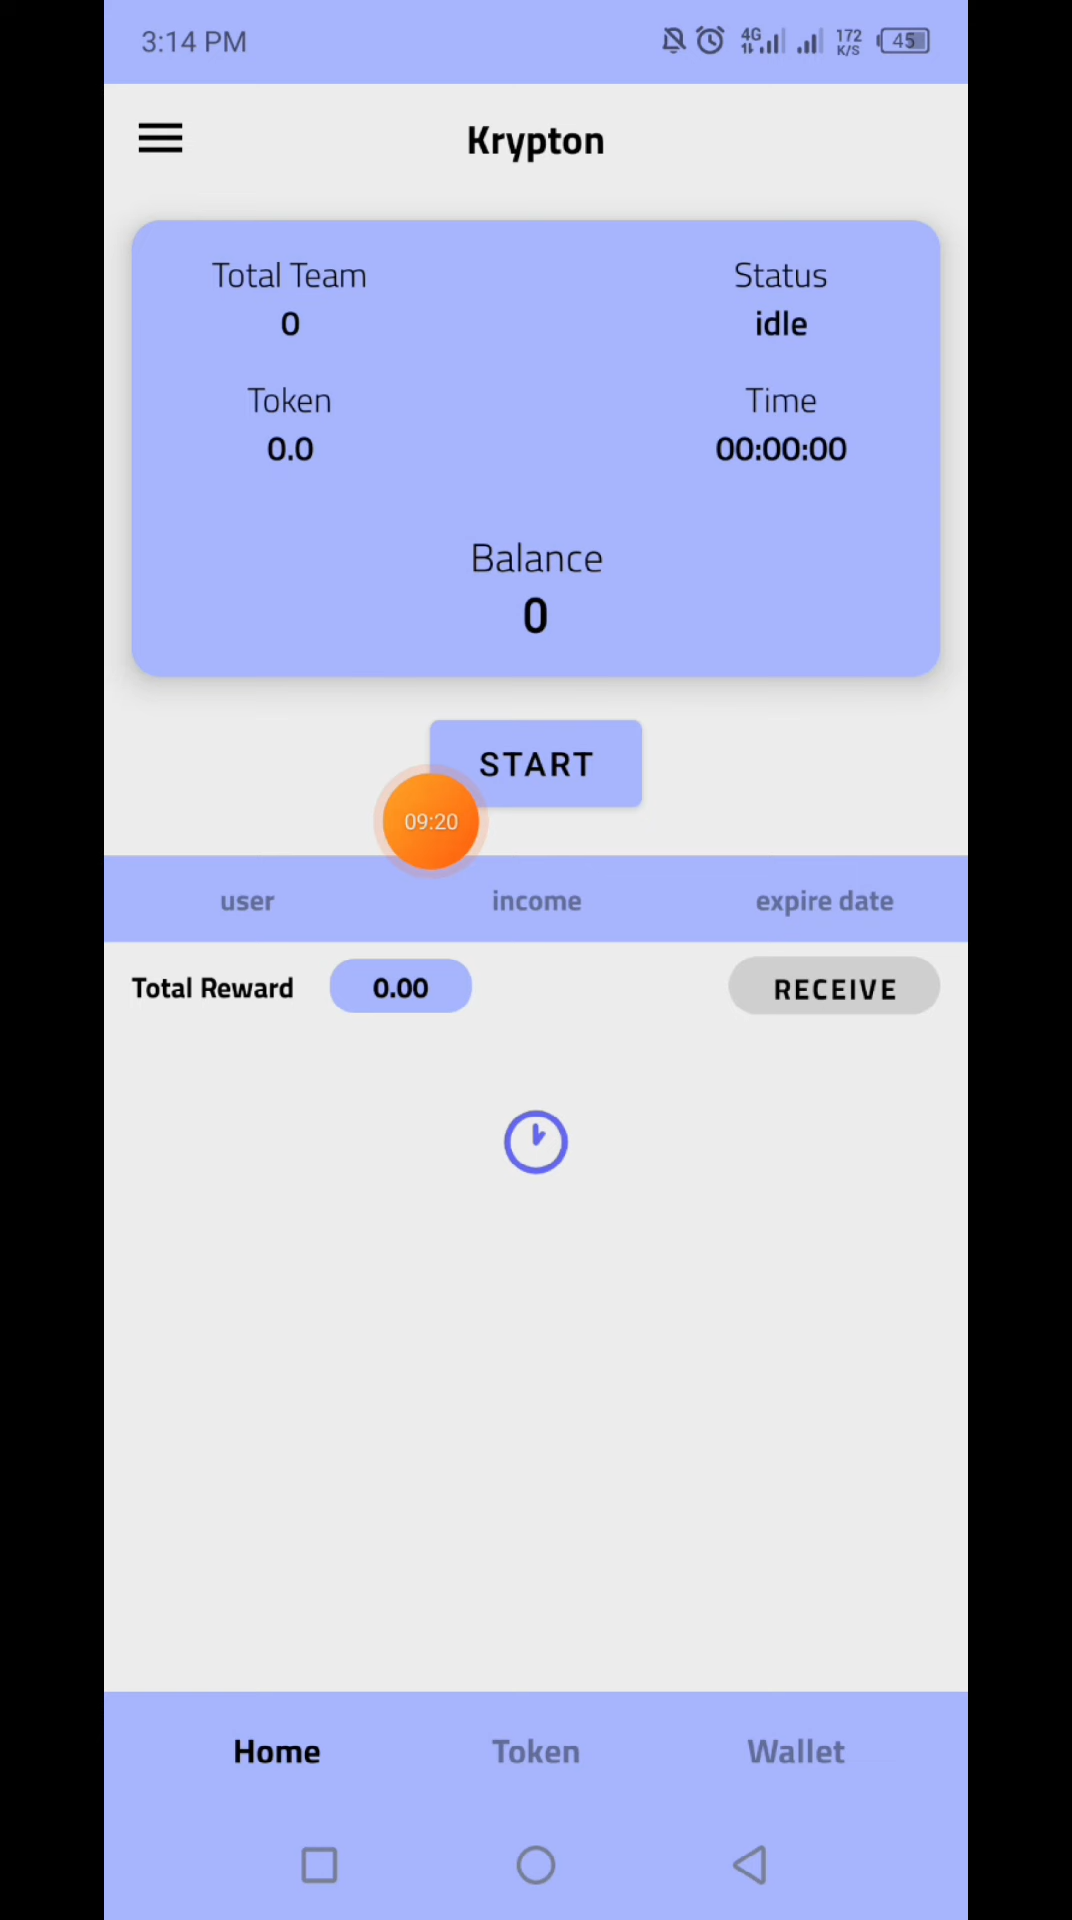 3:14 PM 4G 172 K/S 45
Krypton
Total Team Status
0 idle
Token Time
0.0 00:00:00
Balance
0
START
09:20
user income expire date
Total Reward 0.00 RECEIVE
Home Token Wallet